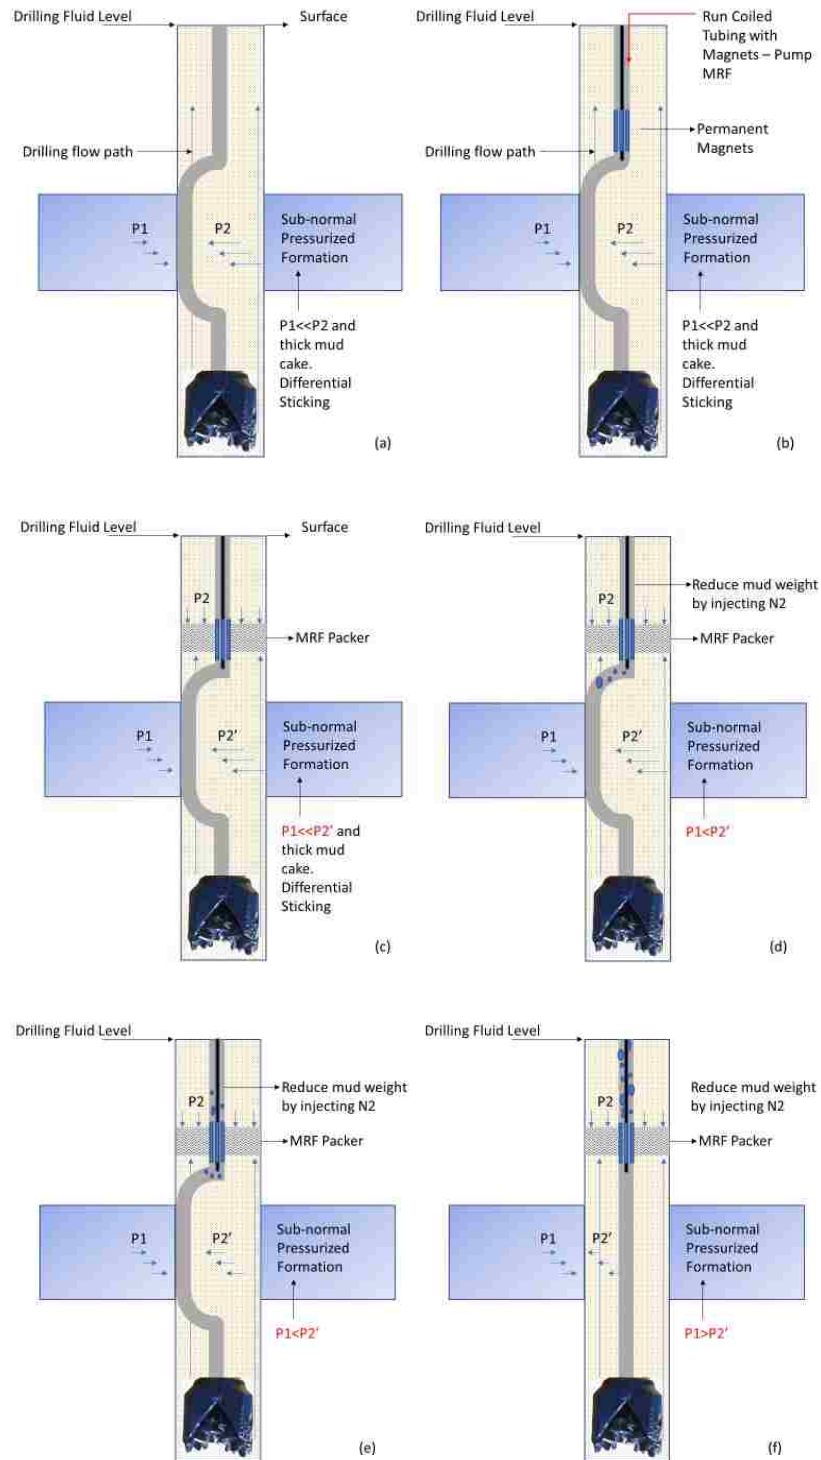 Drilling Fluid Level
Surface
Drilling flow path
P1
P2
Sub-normal
Pressurized
Formation
P1<<P2 and
thick mud
cake.
Differential
Sticking
(a)
Drilling Fluid Level
Run Coiled
Tubing with
Magnets – Pump
MRF
Permanent
Magnets
Drilling flow path
P1
P2
Sub-normal
Pressurized
Formation
P1<<P2 and
thick mud
cake.
Differential
Sticking
(b)
Drilling Fluid Level
Surface
P2
MRF Packer
P1
P2’
Sub-normal
Pressurized
Formation
P1<<P2’ and
thick mud
cake.
Differential
Sticking
(c)
Drilling Fluid Level
Reduce mud weight
by injecting N2
P2
MRF Packer
P1
P2’
Sub-normal
Pressurized
Formation
P1<P2’
(d)
Drilling Fluid Level
Reduce mud weight
by injecting N2
P2
MRF Packer
P1
P2’
Sub-normal
Pressurized
Formation
P1<P2’
(e)
Drilling Fluid Level
Reduce mud weight
by injecting N2
P2
MRF Packer
P1
P2’
Sub-normal
Pressurized
Formation
P1>P2’
(f)